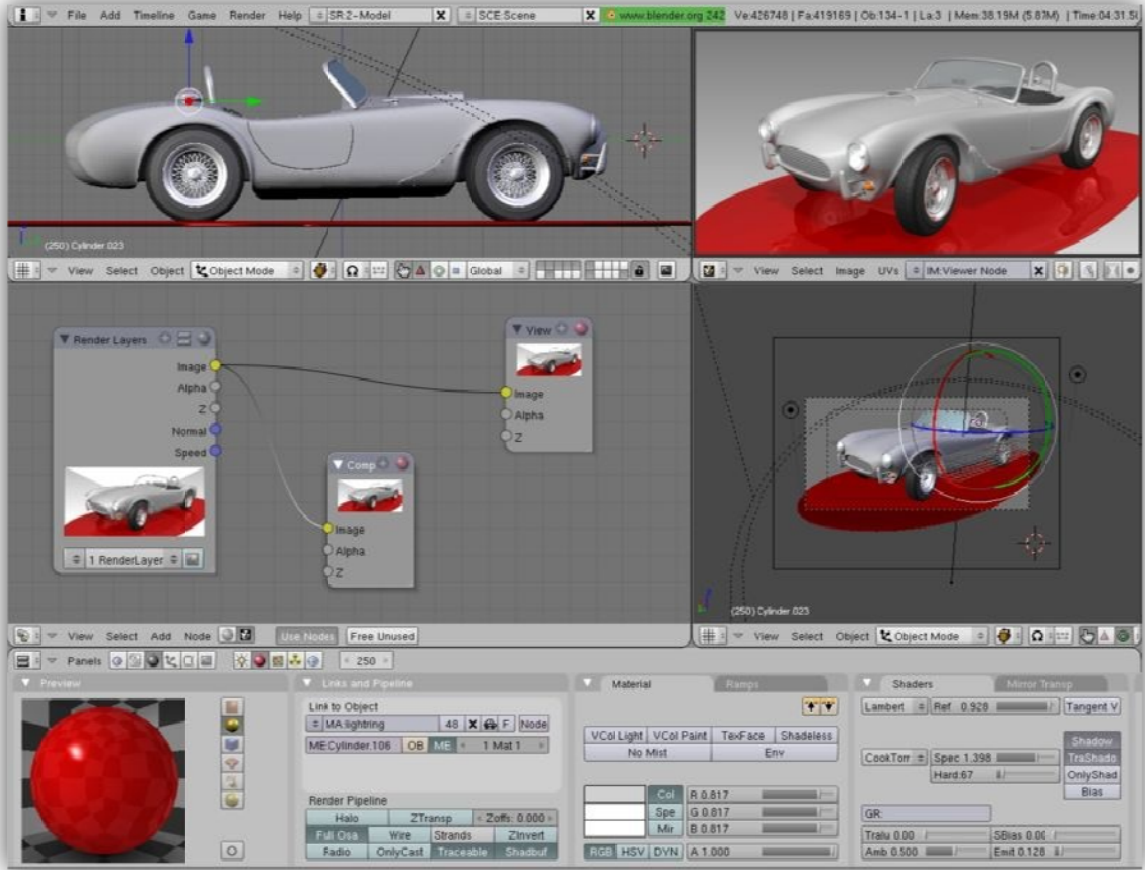 File Add Timeline Game Render Help SR:2-Model X SCE:Scene X www.blender.org 242 Ve:426748 | Fa:419169 | Ob:134-1 | La:3 | Mem:38.19M (5.87M) | Time:04:31.5
(250) Cylinder.023
View Select Object Object Mode Global
View Select Image UVs IM:Viewer Node X
Render Layers
Image
Alpha
Z
Normal
Speed
1 RenderLayer
View
Image
Alpha
Z
Comp
Image
Alpha
Z
(250) Cylinder.023
View Select Add Node Use Nodes Free Unused
View Select Object Object Mode
Panels 250
Preview
Links and Pipeline
Link to Object
MA:lightring 48 X F Node
ME:Cylinder.106 OB ME 1 Mat 1
Render Pipeline
Halo ZTransp Zoffs: 0.000
Full Osa Wire Strands ZInvert
Radio OnlyCast Traceable Shadbuf
Material Ramps
VCol Light VCol Paint TexFace Shadeless
No Mist Env
Col R 0.817
Spe G 0.817
Mir B 0.817
RGB HSV DYN A 1.000
Shaders Mirror Transp
Lambert Ref 0.928 Tangent V
Shadow
CookTorr Spec 1.398 TraShado
Hard:67 OnlyShad
Bias
GR:
Tralu 0.00 SBias 0.00
Amb 0.500 Emit 0.128